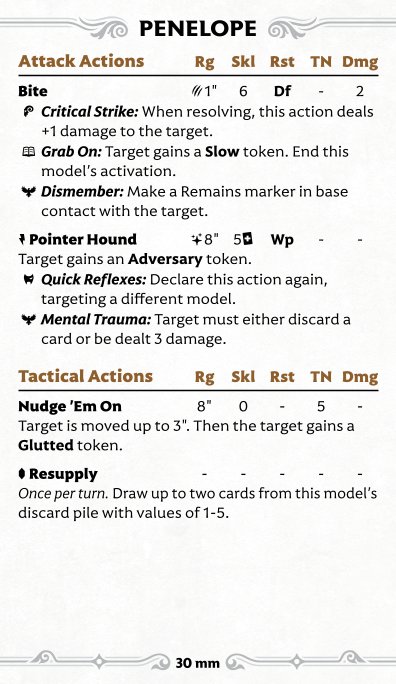 PENELOPE
Attack Actions Rg Skl Rst TN Dmg
Bite 1" 6 Df - 2
Critical Strike: When resolving, this action deals
+1 damage to the target.
Grab On: Target gains a Slow token. End this
model's activation.
Dismember: Make a Remains marker in base
contact with the target.
Pointer Hound 8" 5 Wp - -
Target gains an Adversary token.
Quick Reflexes: Declare this action again,
targeting a different model.
Mental Trauma: Target must either discard a
card or be dealt 3 damage.
Tactical Actions Rg Skl Rst TN Dmg
Nudge 'Em On 8" 0 - 5 -
Target is moved up to 3". Then the target gains a
Glutted token.
Resupply - - - - -
Once per turn. Draw up to two cards from this model's
discard pile with values of 1-5.
30 mm